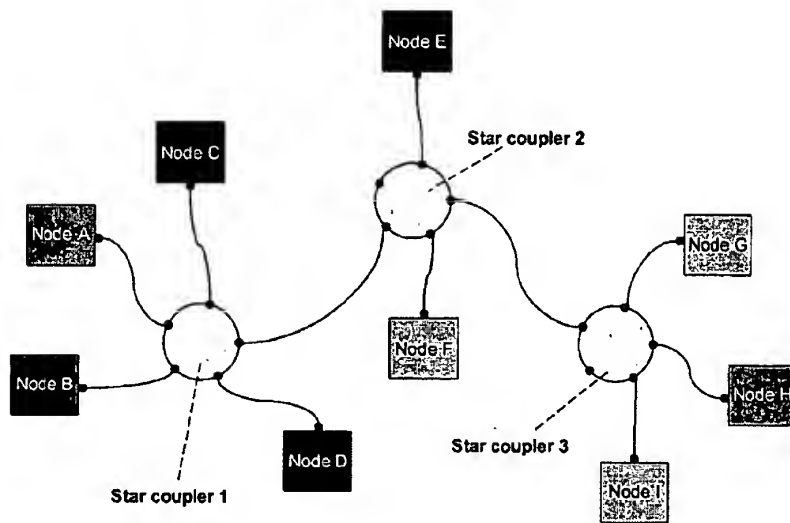 Node E
Star coupler 2
Node C
Node A
Node G
Node F
Node B
Node H
Star coupler 3
Node D
Star coupler 1
Node I